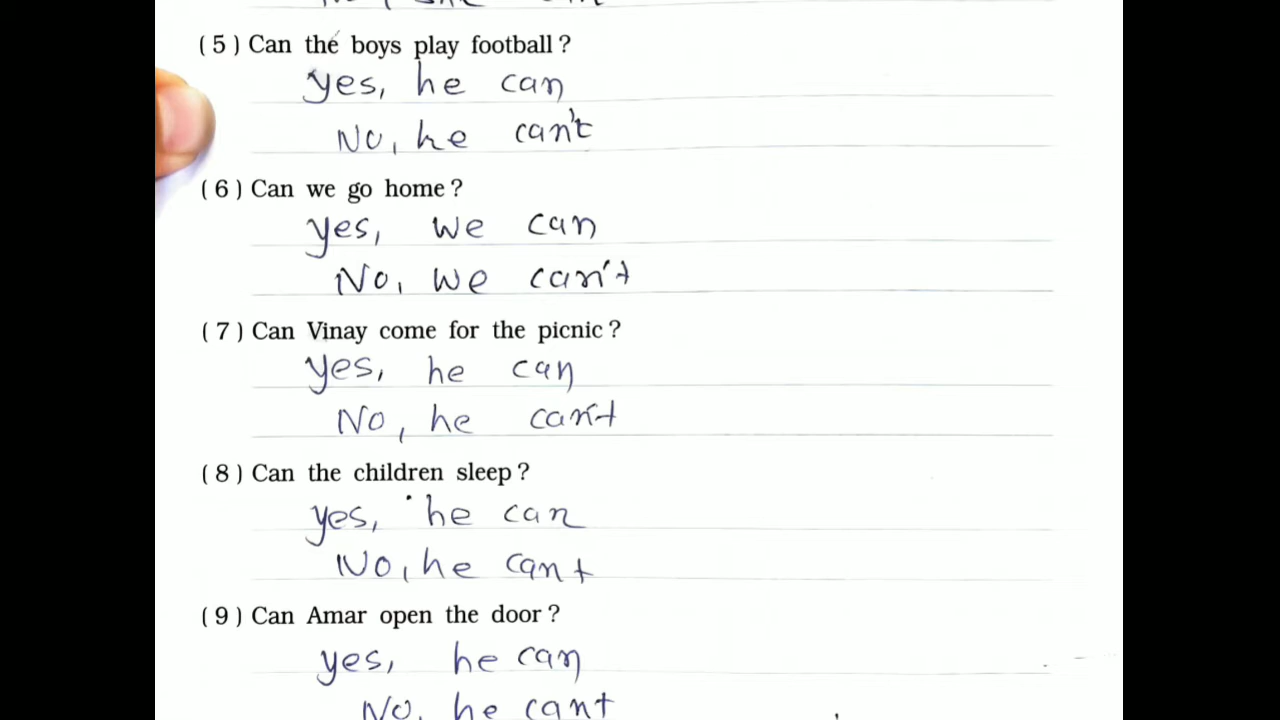 (5) Can the boys play football?
yes, he can
No, he can't
(6) Can we go home?
yes, we can
No, we can't
(7) Can Vinay come for the picnic?
yes, he can
No, he can't
(8) Can the children sleep?
yes, he can
No, he cant
(9) Can Amar open the door?
yes, he can
No, he cant